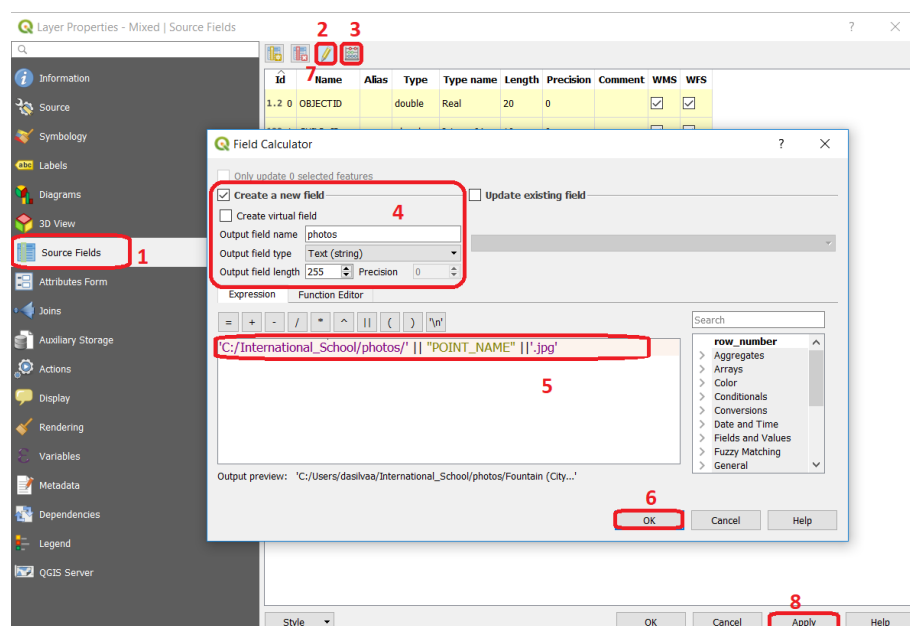 Layer Properties - Mixed | Source Fields
2 3
Information
Source
Symbology
abc Labels
Diagrams
3D View
Source Fields 1
Attributes Form
Joins
Auxiliary Storage
Actions
Display
Rendering
Variables
Metadata
Dependencies
Legend
QGIS Server
7
Id Name Alias Type Type name Length Precision Comment WMS WFS
1.2 0 OBJECTID double Real 20 0
Field Calculator
Only update 0 selected features
Create a new field
Update existing field
Create virtual field
4
Output field name photos
Output field type Text (string)
Output field length 255 Precision 0
Expression Function Editor
= + - / * ^ || ( ) '\n'
'C:/International_School/photos/' || "POINT_NAME" ||'.jpg'
5
Search
row_number
Aggregates
Arrays
Color
Conditionals
Conversions
Date and Time
Fields and Values
Fuzzy Matching
General
Output preview: 'C:/Users/dasilvaa/International_School/photos/Fountain (City...'
6
OK Cancel Help
8
Style OK Cancel Apply Help